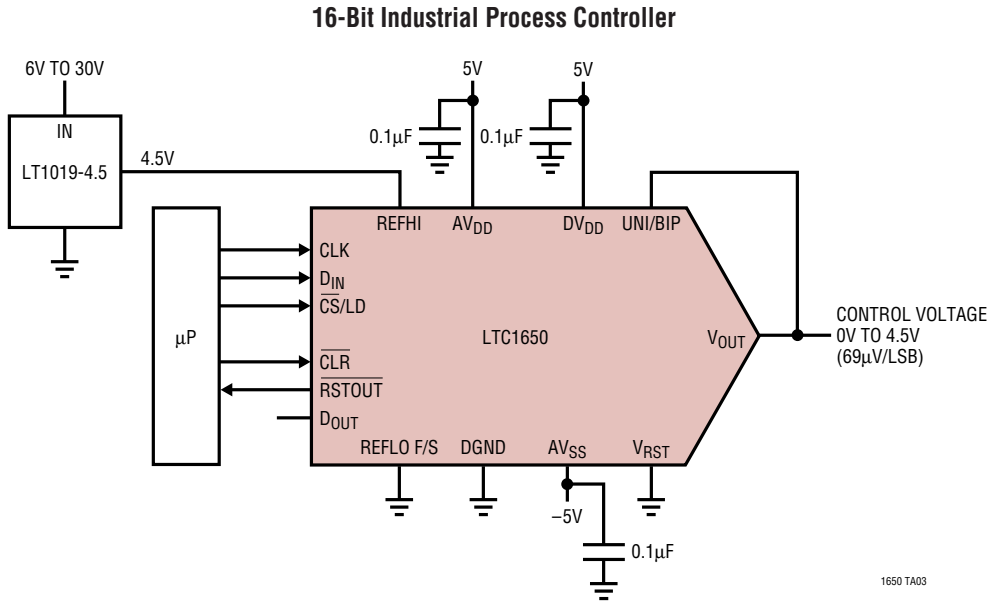 16-Bit Industrial Process Controller
6V TO 30V
IN
LT1019-4.5
4.5V
5V
5V
0.1µF
0.1µF
REFHI
AVDD
DVDD
UNI/BIP
µP
CLK
DIN
CS/LD
CLR
RSTOUT
DOUT
LTC1650
VOUT
CONTROL VOLTAGE
0V TO 4.5V
(69µV/LSB)
REFLO F/S
DGND
AVSS
VRST
–5V
0.1µF
1650 TA03